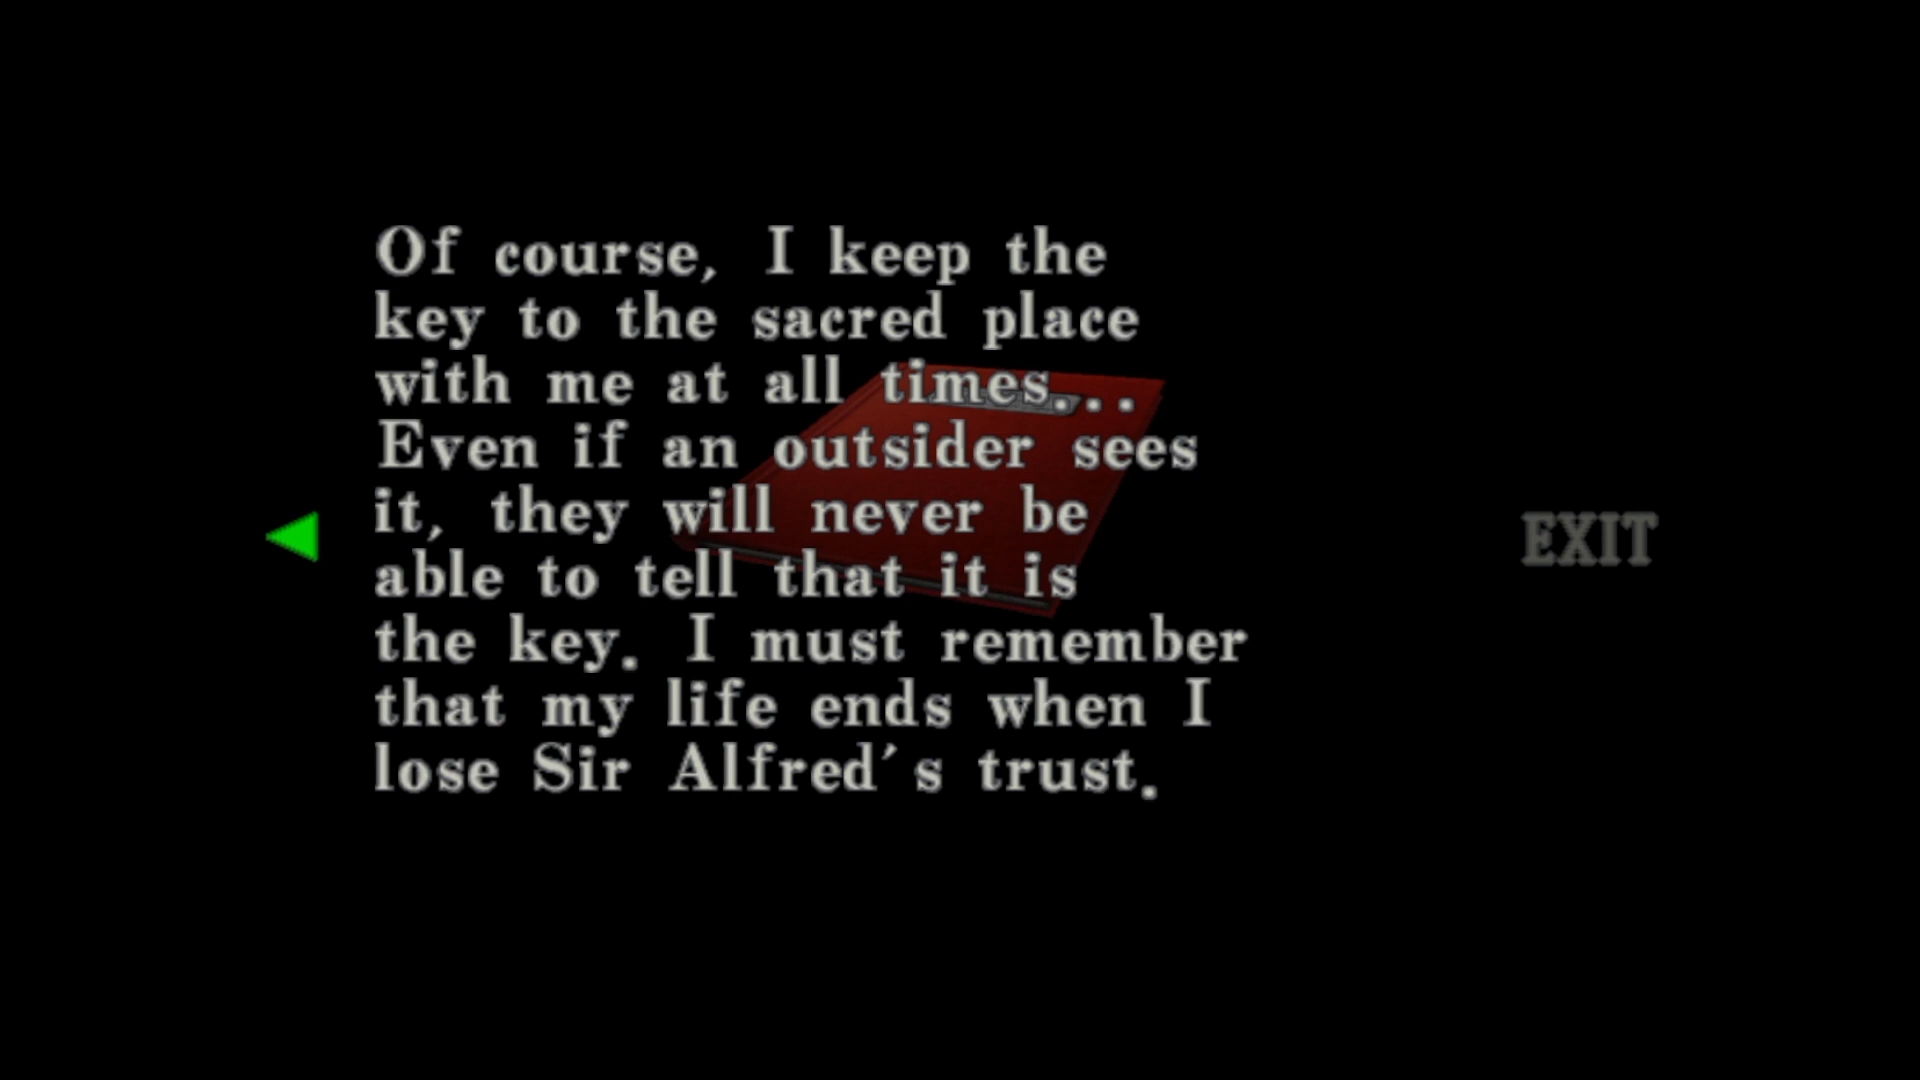 Of course, I keep the
key to the sacred place
with me at all times...
Even if an outsider sees
it, they will never be
able to tell that it is
the key. I must remember
that my life ends when I
lose Sir Alfred's trust.
EXIT